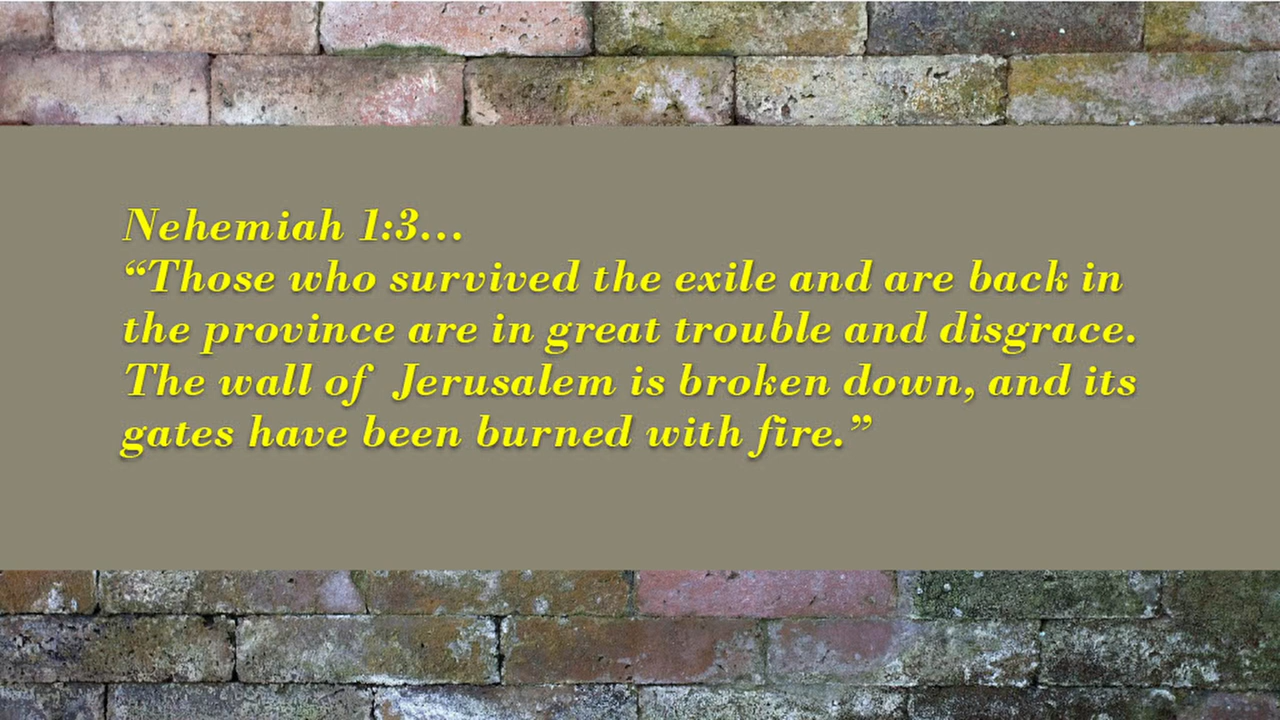 Nehemiah 1:3...
“Those who survived the exile and are back in
the province are in great trouble and disgrace.
The wall of  Jerusalem is broken down, and its
gates have been burned with fire.”